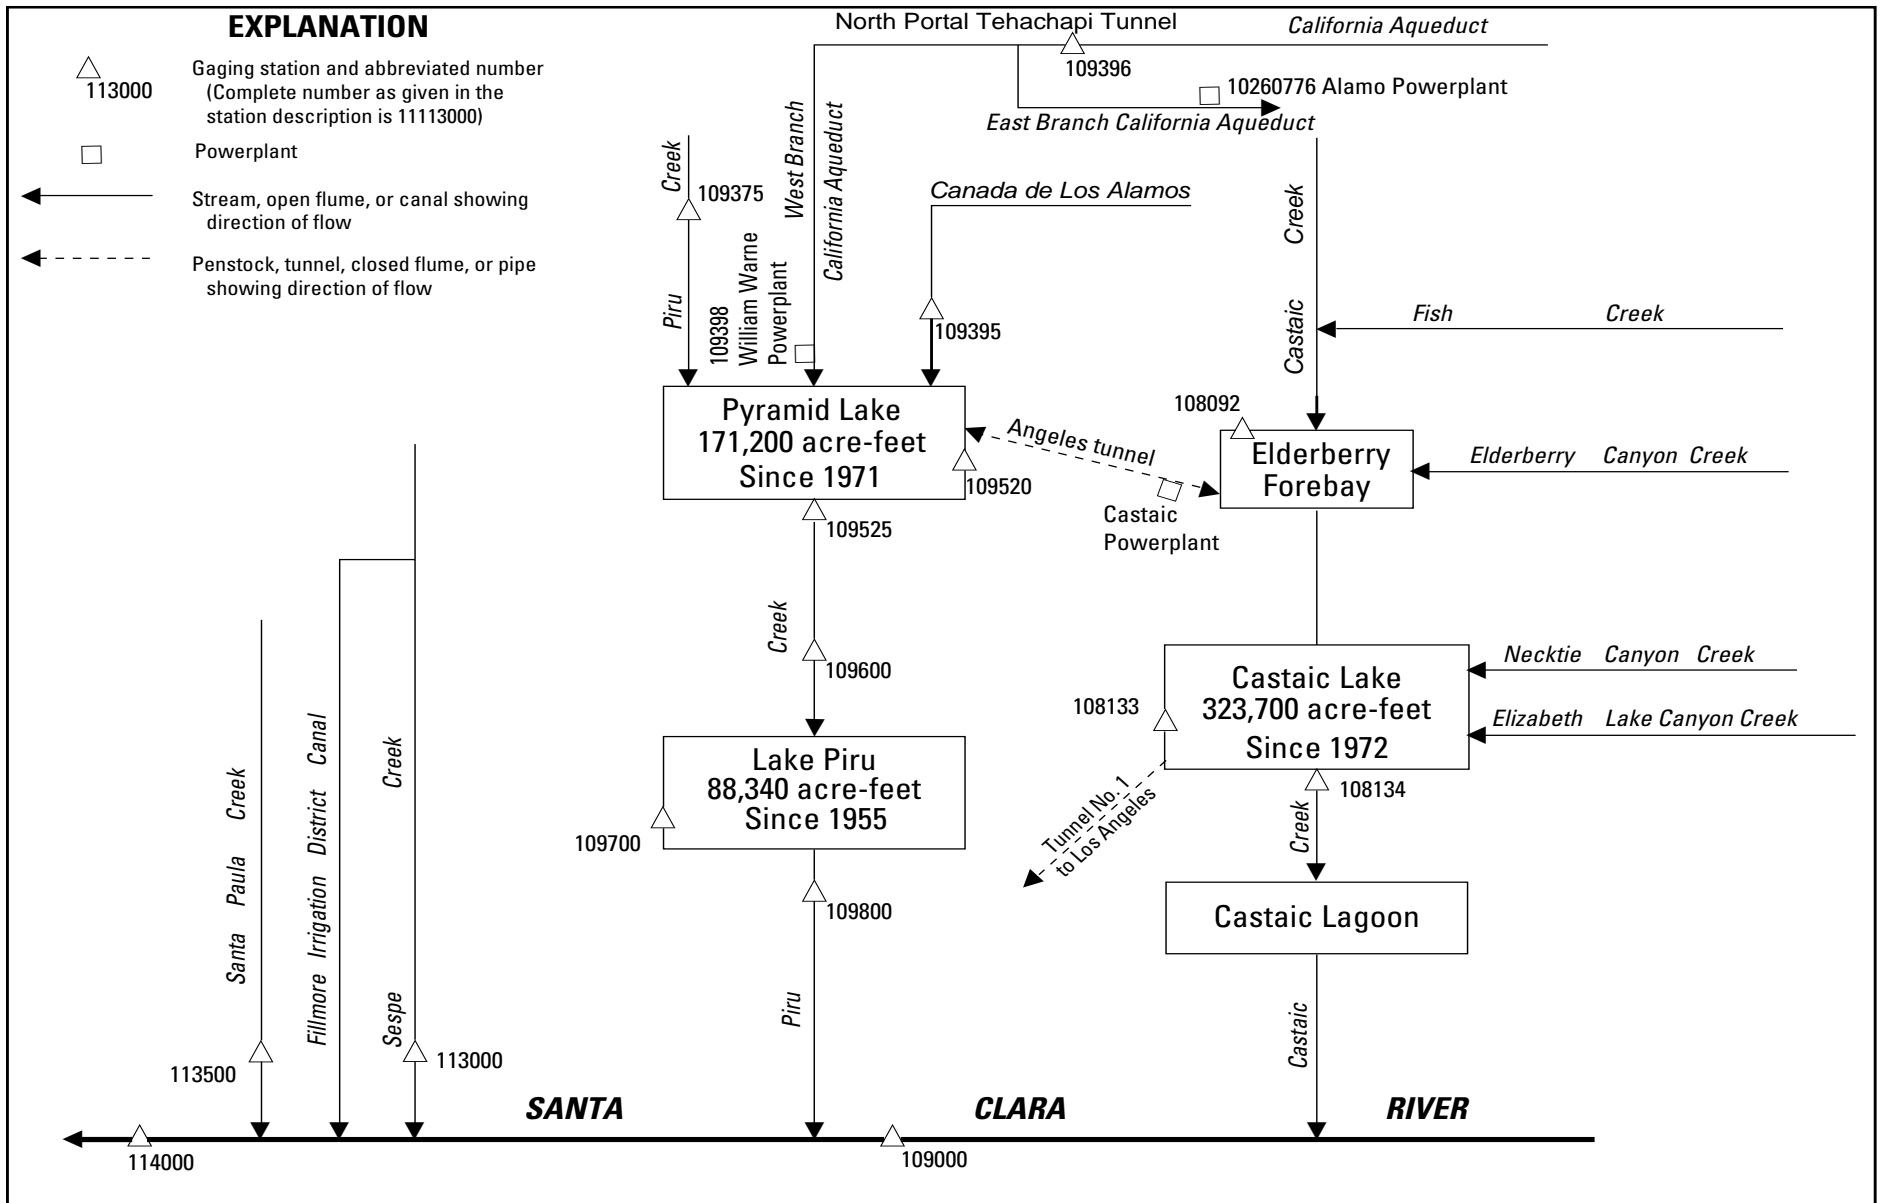 EXPLANATION
113000
Gaging station and abbreviated number
(Complete number as given in the
station description is 11113000)
Powerplant
Stream, open flume, or canal showing
direction of flow
Penstock, tunnel, closed flume, or pipe
showing direction of flow
North Portal Tehachapi Tunnel
California Aqueduct
109396
10260776 Alamo Powerplant
East Branch California Aqueduct
West Branch
California Aqueduct
Piru Creek
109375
109398
William Warne
Powerplant
Canada de Los Alamos
109395
Castaic Creek
Fish Creek
108092
Pyramid Lake
171,200 acre-feet
Since 1971
109520
109525
Angeles tunnel
Castaic
Powerplant
Elderberry
Forebay
Elderberry Canyon Creek
Creek
109600
Lake Piru
88,340 acre-feet
Since 1955
109700
109800
Piru
Castaic Lake
323,700 acre-feet
Since 1972
108133
Necktie Canyon Creek
Elizabeth Lake Canyon Creek
108134
Tunnel No. 1
to Los Angeles
Creek
Castaic Lagoon
Castaic
Santa Paula Creek
113500
Fillmore Irrigation District Canal
Sespe Creek
113000
SANTA CLARA RIVER
114000
109000